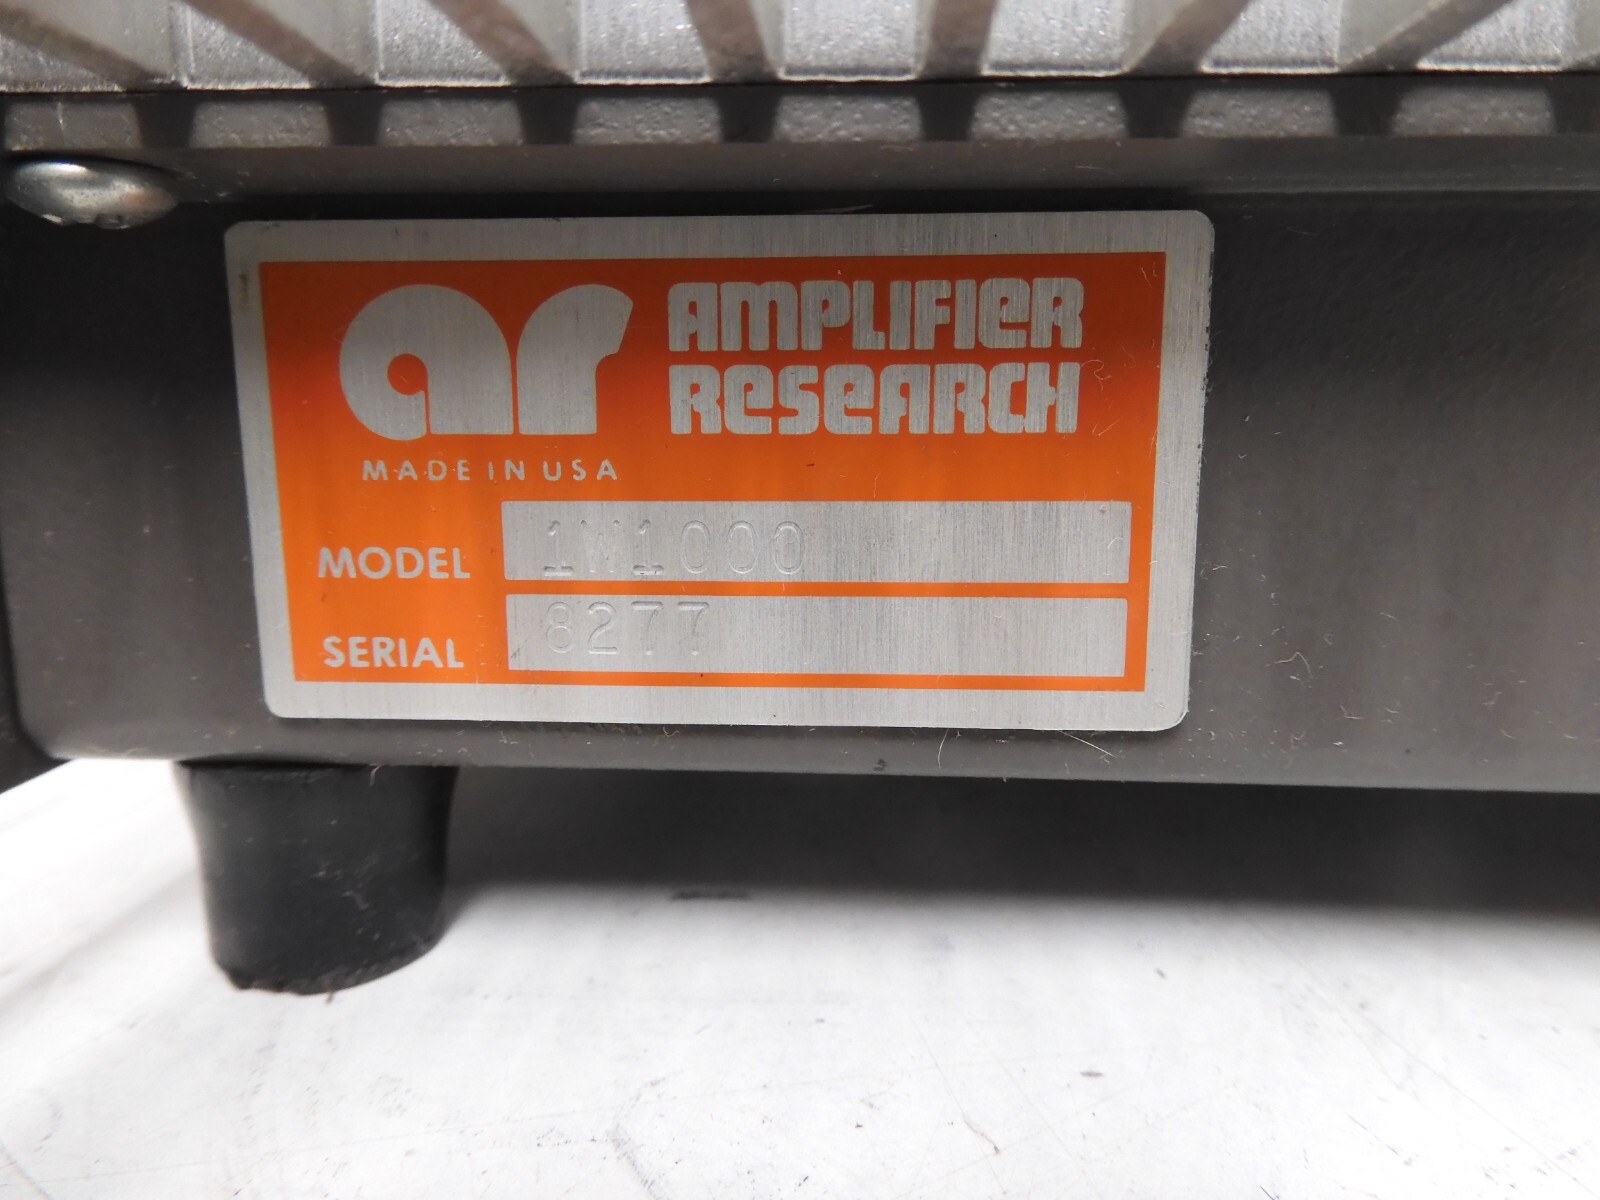 ar AMPLIFIER
RESEARCH
MADE IN USA
MODEL 1W1000
SERIAL 8277